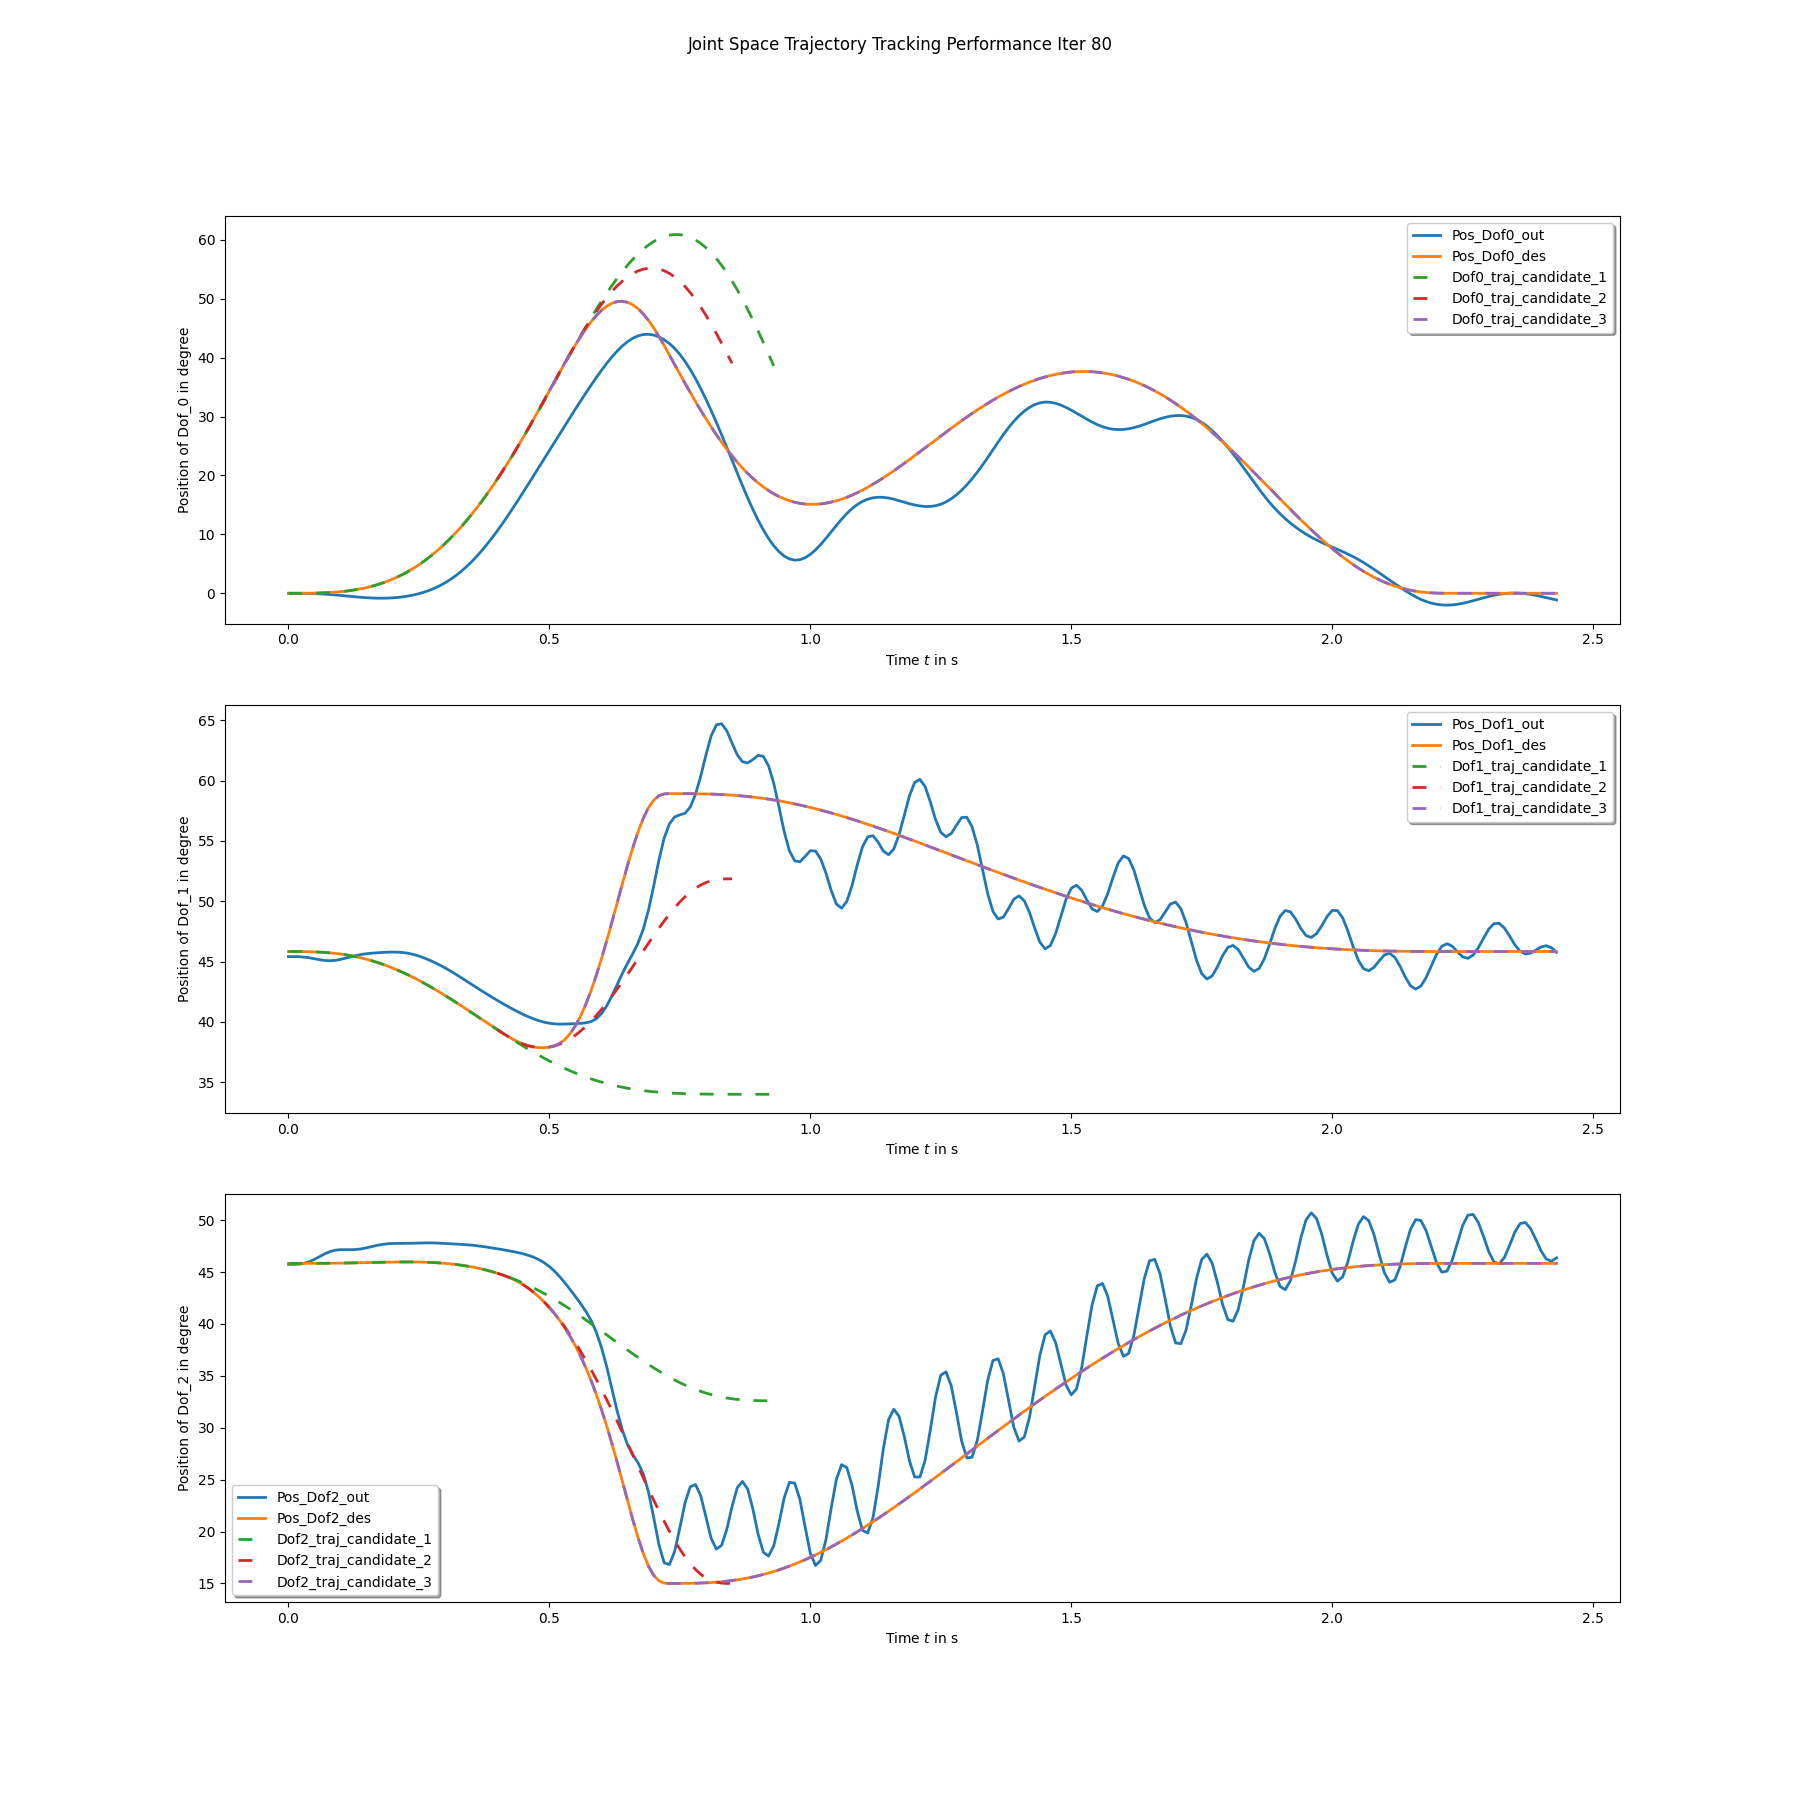 Joint Space Trajectory Tracking Performance Iter 80
Position of Dof_0 in degree
60
50
40
30
20
10
0
Pos_Dof0_out
Pos_Dof0_des
Dof0_traj_candidate_1
Dof0_traj_candidate_2
Dof0_traj_candidate_3
0.0 0.5 1.0 1.5 2.0 2.5
Time t in s
Position of Dof_1 in degree
65
60
55
50
45
40
35
Pos_Dof1_out
Pos_Dof1_des
Dof1_traj_candidate_1
Dof1_traj_candidate_2
Dof1_traj_candidate_3
0.0 0.5 1.0 1.5 2.0 2.5
Time t in s
Position of Dof_2 in degree
50
45
40
35
30
25
20
15
Pos_Dof2_out
Pos_Dof2_des
Dof2_traj_candidate_1
Dof2_traj_candidate_2
Dof2_traj_candidate_3
0.0 0.5 1.0 1.5 2.0 2.5
Time t in s